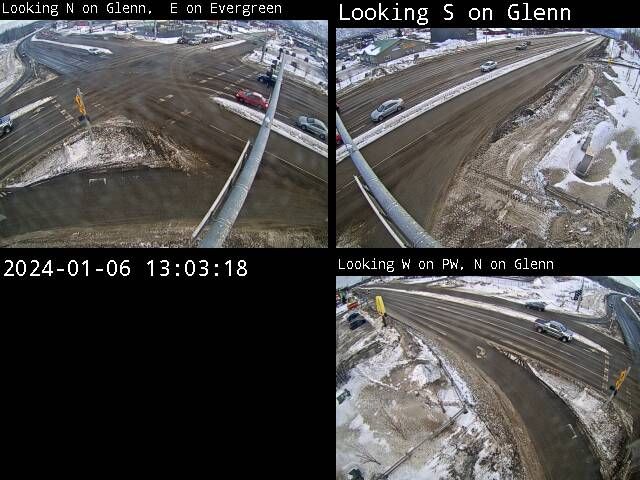 Looking N on Glenn,  E on Evergreen
Looking S on Glenn
2024-01-06 13:03:18
Looking W on PW, N on Glenn